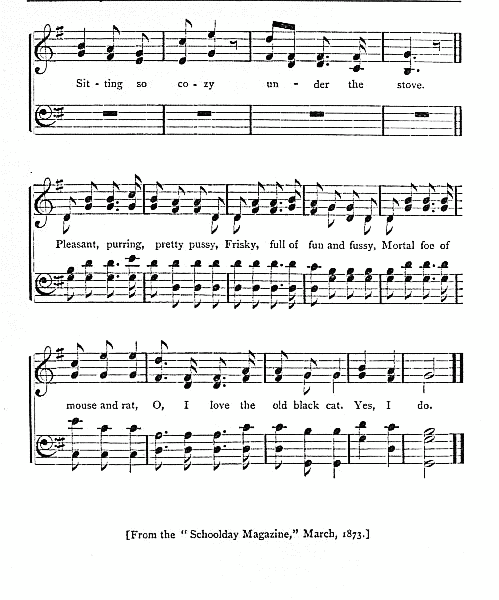 Sit - ting so co - zy un - der the stove.
Pleasant, purring, pretty pussy, Frisky, full of fun and fussy, Mortal foe of
mouse and rat, O, I love the old black cat. Yes, I do.
[From the “ Schoolday Magazine,” March, 1873.]